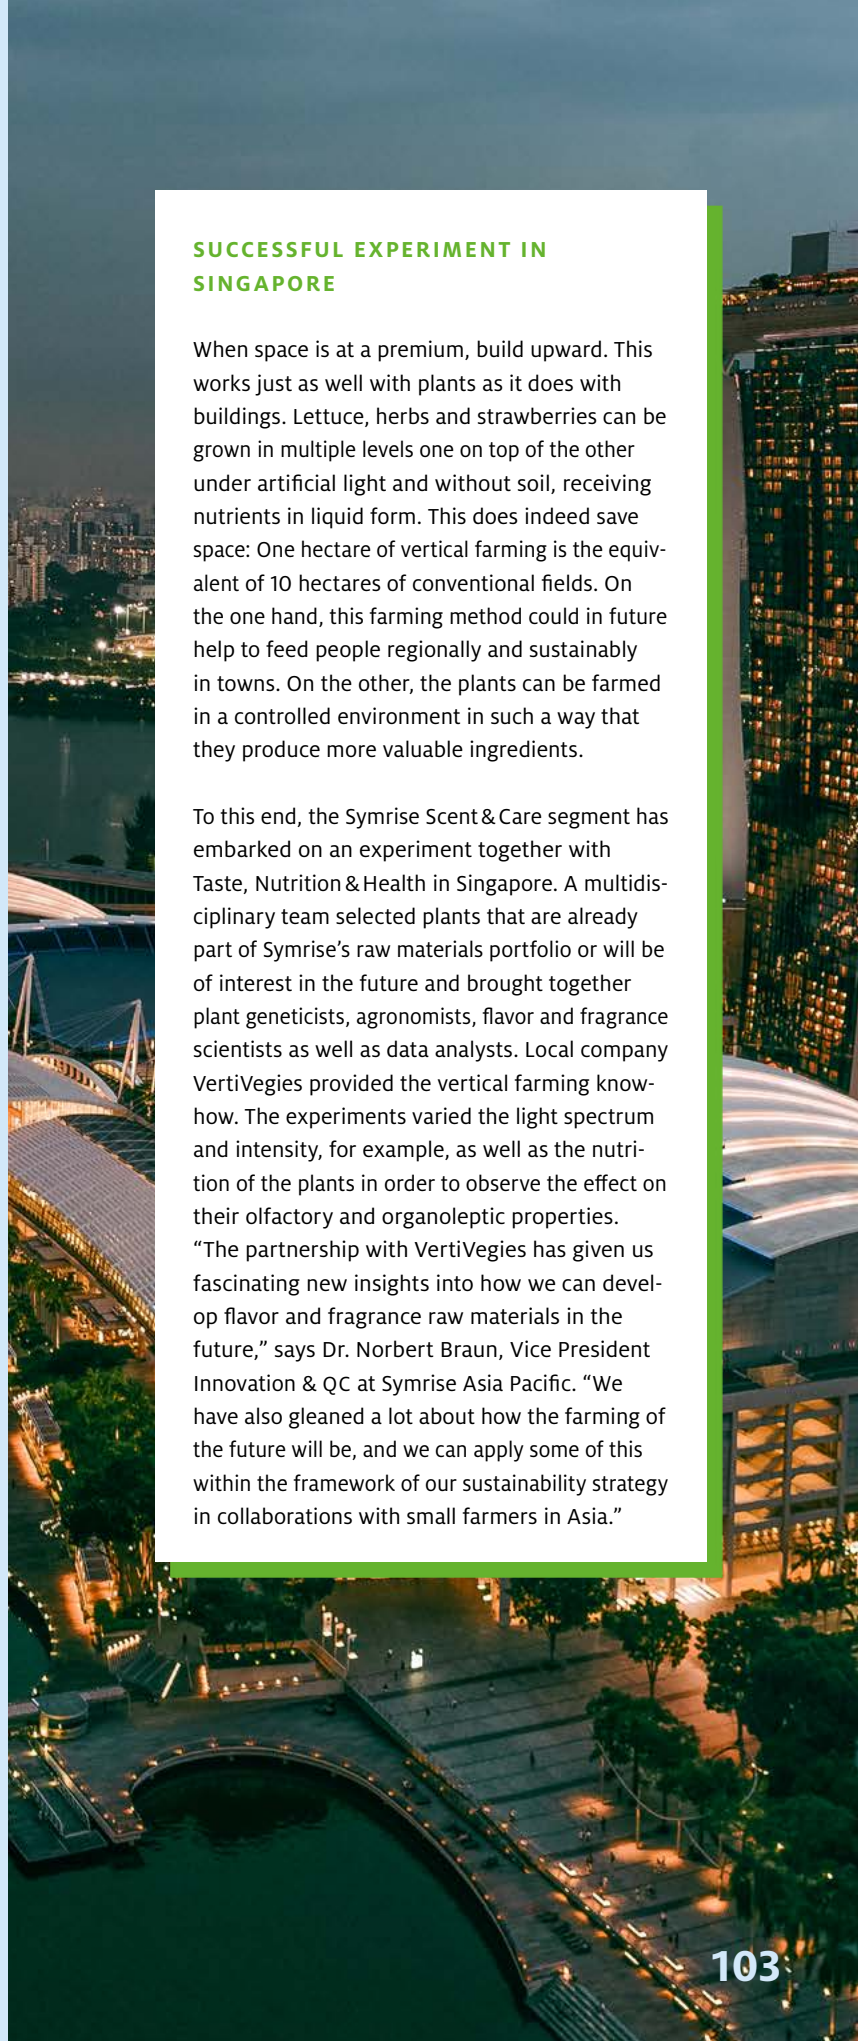 SUCCESSFUL EXPERIMENT IN
SINGAPORE
When space is at a premium, build upward. This
works just as well with plants as it does with
buildings. Lettuce, herbs and strawberries can be
grown in multiple levels one on top of the other
under artificial light and without soil, receiving
nutrients in liquid form. This does indeed save
space: One hectare of vertical farming is the equiv-
alent of 10 hectares of conventional fields. On
the one hand, this farming method could in future
help to feed people regionally and sustainably
in towns. On the other, the plants can be farmed
in a controlled environment in such a way that
they produce more valuable ingredients.
To this end, the Symrise Scent & Care segment has
embarked on an experiment together with
Taste, Nutrition & Health in Singapore. A multidis-
ciplinary team selected plants that are already
part of Symrise’s raw materials portfolio or will be
of interest in the future and brought together
plant geneticists, agronomists, flavor and fragrance
scientists as well as data analysts. Local company
VertiVegies provided the vertical farming know-
how. The experiments varied the light spectrum
and intensity, for example, as well as the nutri-
tion of the plants in order to observe the effect on
their olfactory and organoleptic properties.
“The partnership with VertiVegies has given us
fascinating new insights into how we can devel-
op flavor and fragrance raw materials in the
future,” says Dr. Norbert Braun, Vice President
Innovation & QC at Symrise Asia Pacific. “We
have also gleaned a lot about how the farming of
the future will be, and we can apply some of this
within the framework of our sustainability strategy
in collaborations with small farmers in Asia.”
103